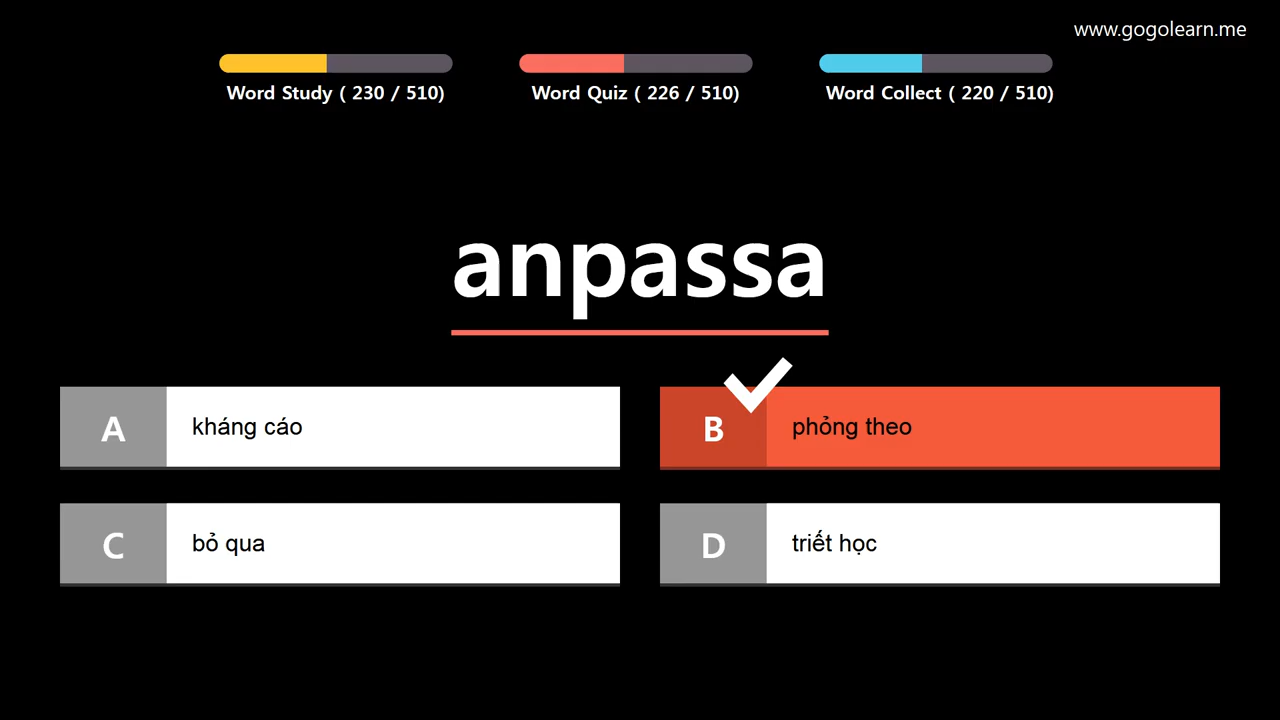 www.gogolearn.me
Word Study ( 230 / 510)
Word Quiz ( 226 / 510)
Word Collect ( 220 / 510)
anpassa
A
kháng cáo
B
phỏng theo
C
bỏ qua
D
triết học